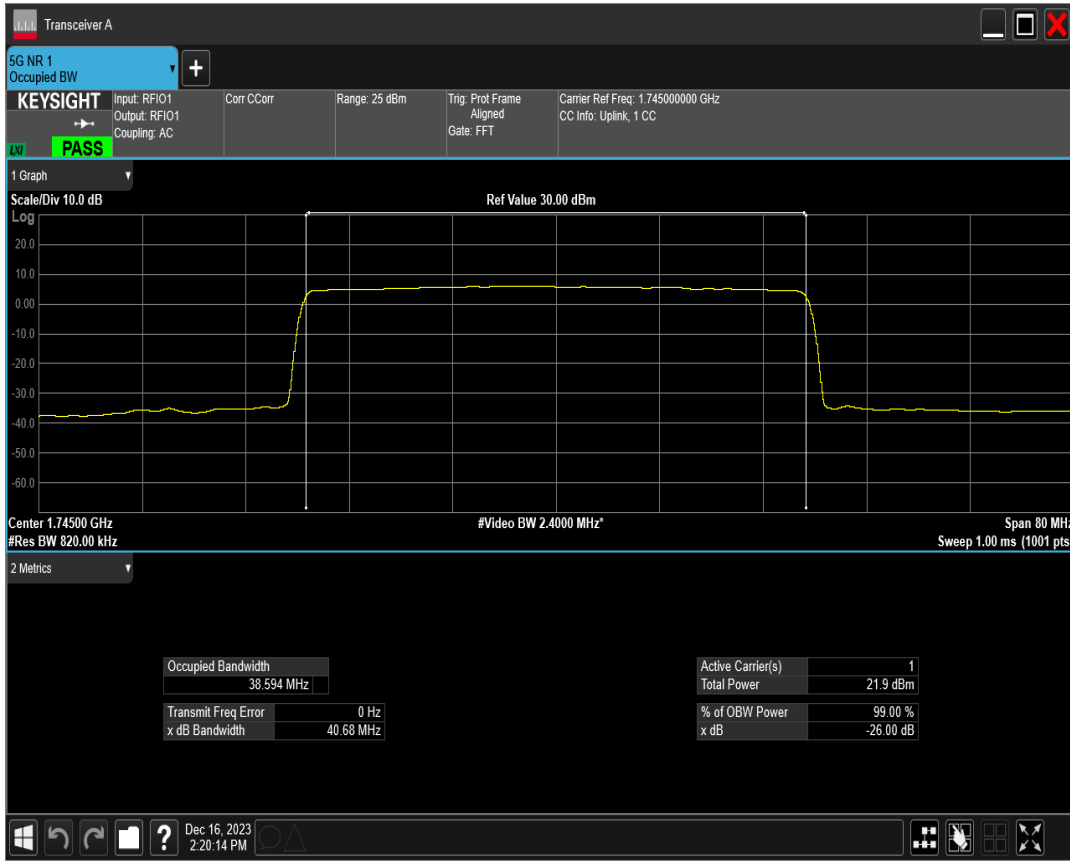 Transceiver A
5G NR 1
Occupied BW
KEYSIGHT
Input: RFIO1
Output: RFIO1
Coupling: AC
Corr CCorr
Range: 25 dBm
Trig: Prot Frame
Aligned
Gate: FFT
Carrier Ref Freq: 1.745000000 GHz
CC Info: Uplink, 1 CC
LXI
PASS
1 Graph
Scale/Div 10.0 dB
Ref Value 30.00 dBm
Log
20.0
10.0
0.00
-10.0
-20.0
-30.0
-40.0
-50.0
-60.0
Center 1.74500 GHz
#Video BW 2.4000 MHz*
Span 80 MHz
#Res BW 820.00 kHz
Sweep 1.00 ms (1001 pts
2 Metrics
Occupied Bandwidth
38.594 MHz
Transmit Freq Error 0 Hz
x dB Bandwidth 40.68 MHz
Active Carrier(s) 1
Total Power 21.9 dBm
% of OBW Power 99.00 %
x dB -26.00 dB
Dec 16, 2023
2:20:14 PM